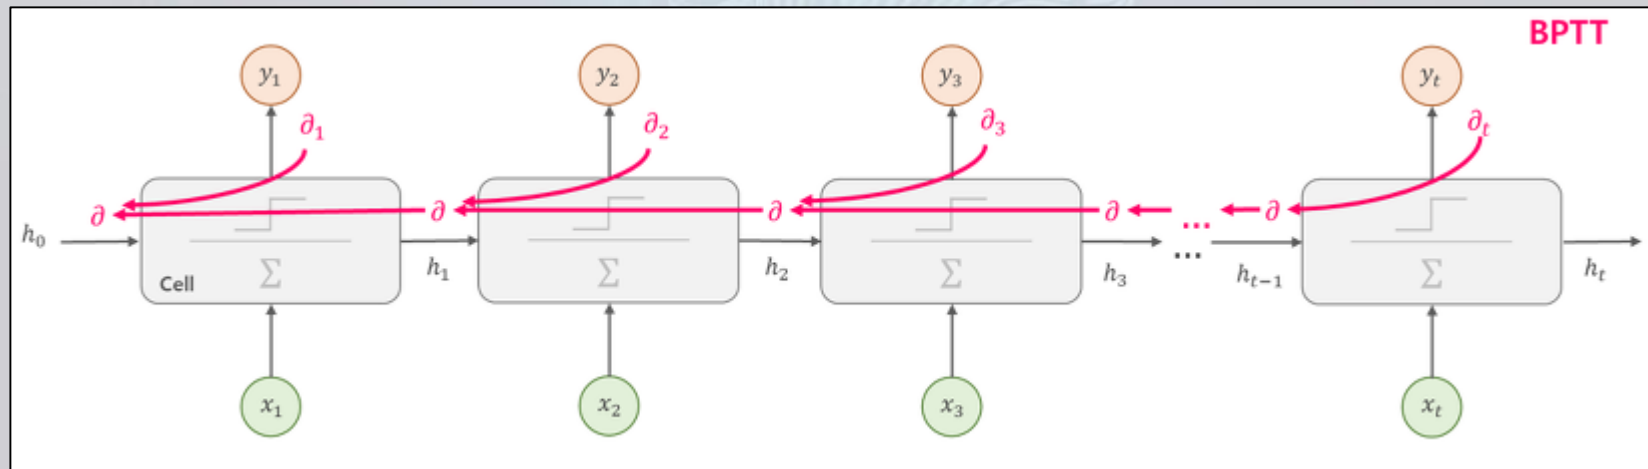 BPTT
y₁ y₂ y₃ yₜ
∂₁ ∂₂ ∂₃ ∂ₜ
∂ ∂ ∂ ∂ ... ∂
h₀ ...
h₁ h₂ h₃ hₜ₋₁ hₜ
Cell Σ Σ Σ Σ
x₁ x₂ x₃ xₜ